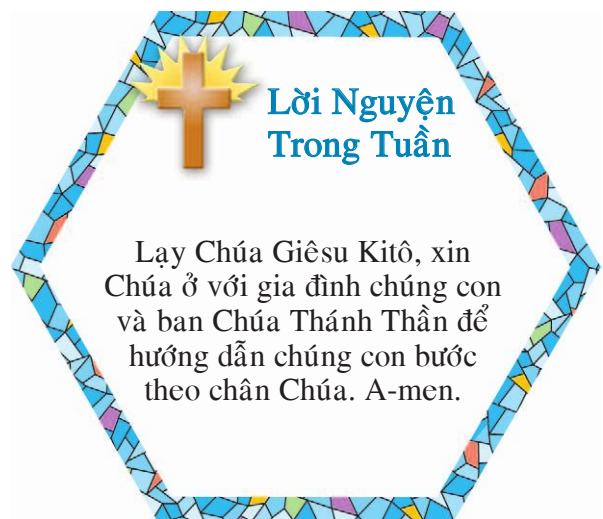 Lời Nguyện
Trong Tuần
Lạy Chúa Giêsu Kitô, xin
Chúa ở với gia đình chúng con
và ban Chúa Thánh Thần để
hướng dẫn chúng con bước
theo chân Chúa. A-men.